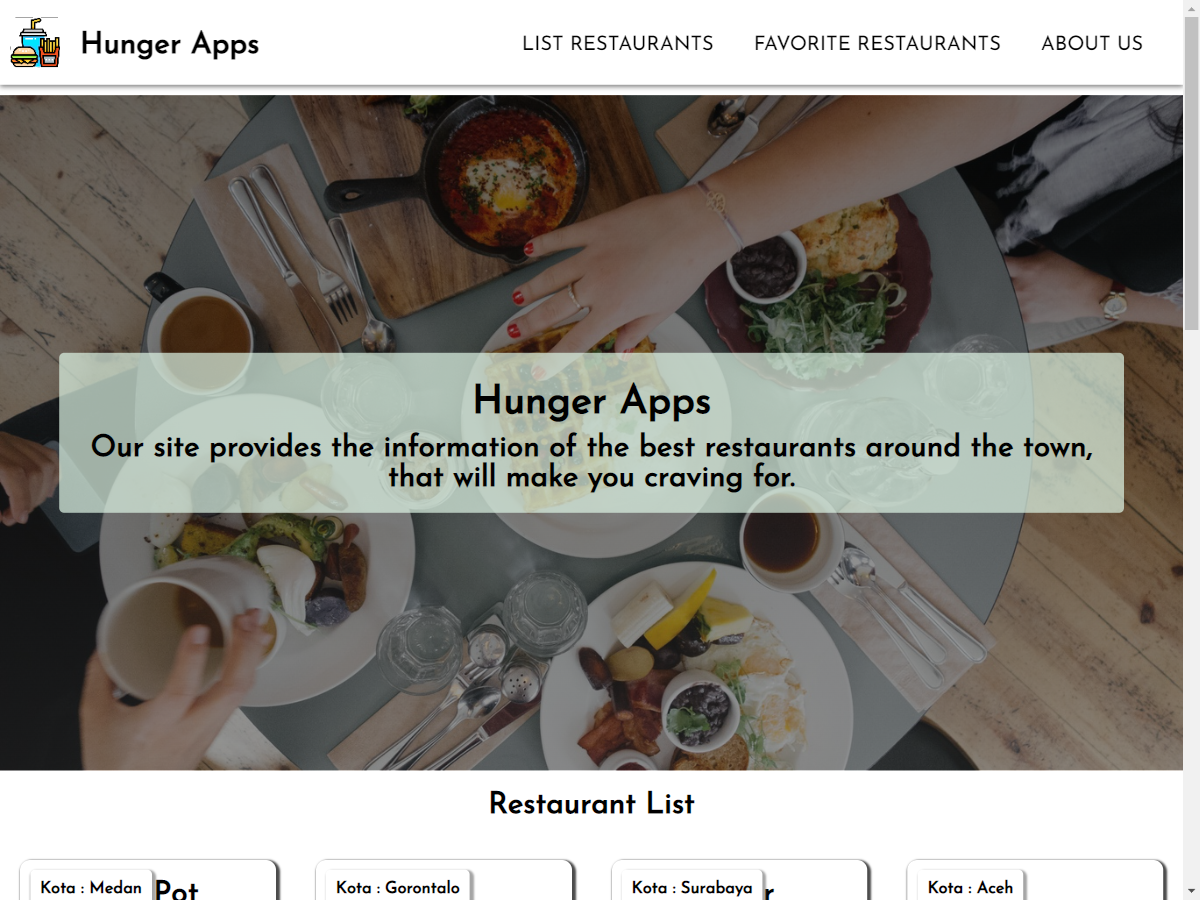 Hunger Apps
LIST RESTAURANTS
FAVORITE RESTAURANTS
ABOUT US
Hunger Apps
Our site provides the information of the best restaurants around the town,
that will make you craving for.
Restaurant List
Kota : Medan
Pot
Kota : Gorontalo
Kota : Surabaya
Kota : Aceh